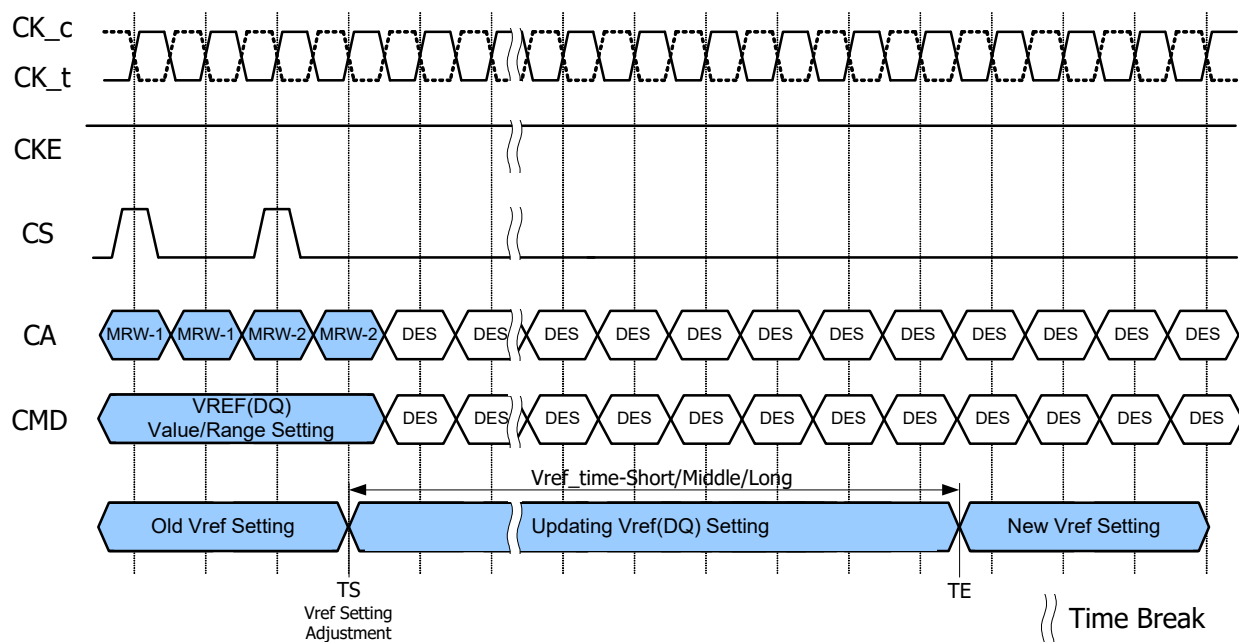 CK_c
CK_t
CKE
CS
CA
MRW-1 MRW-1 MRW-2 MRW-2 DES DES DES DES DES DES DES DES DES DES DES DES
CMD
VREF(DQ)
Value/Range Setting
DES DES DES DES DES DES DES DES DES DES DES DES
Vref_time-Short/Middle/Long
Old Vref Setting
Updating Vref(DQ) Setting
New Vref Setting
TS
Vref Setting
Adjustment
TE
Time Break